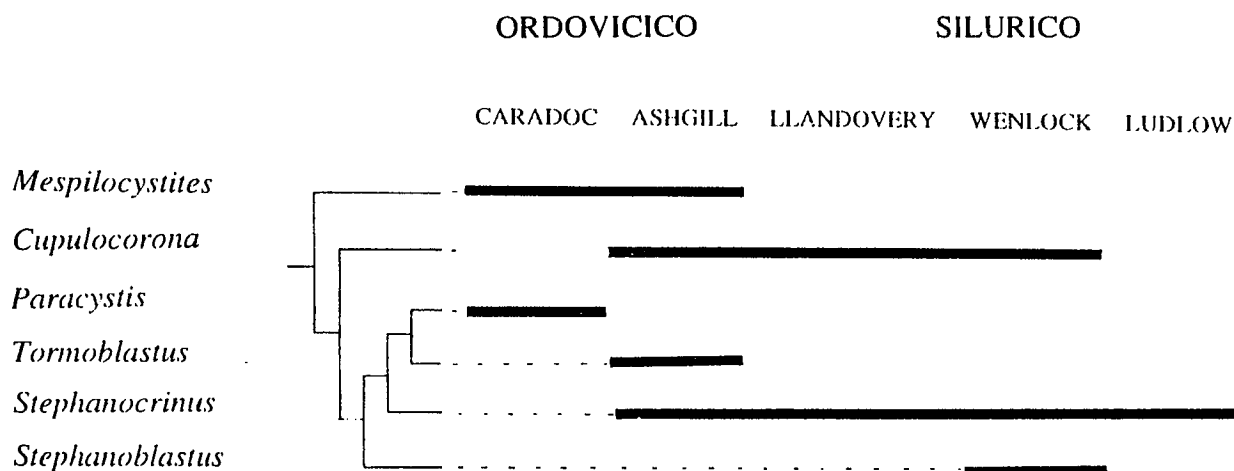 ORDOVICICO SILURICO
CARADOC ASHGILL LLANDOVERY WENLOCK LUDLOW
Mespilocystites
Cupulocorona
Paracystis
Tormoblastus
Stephanocrinus
Stephanoblastus